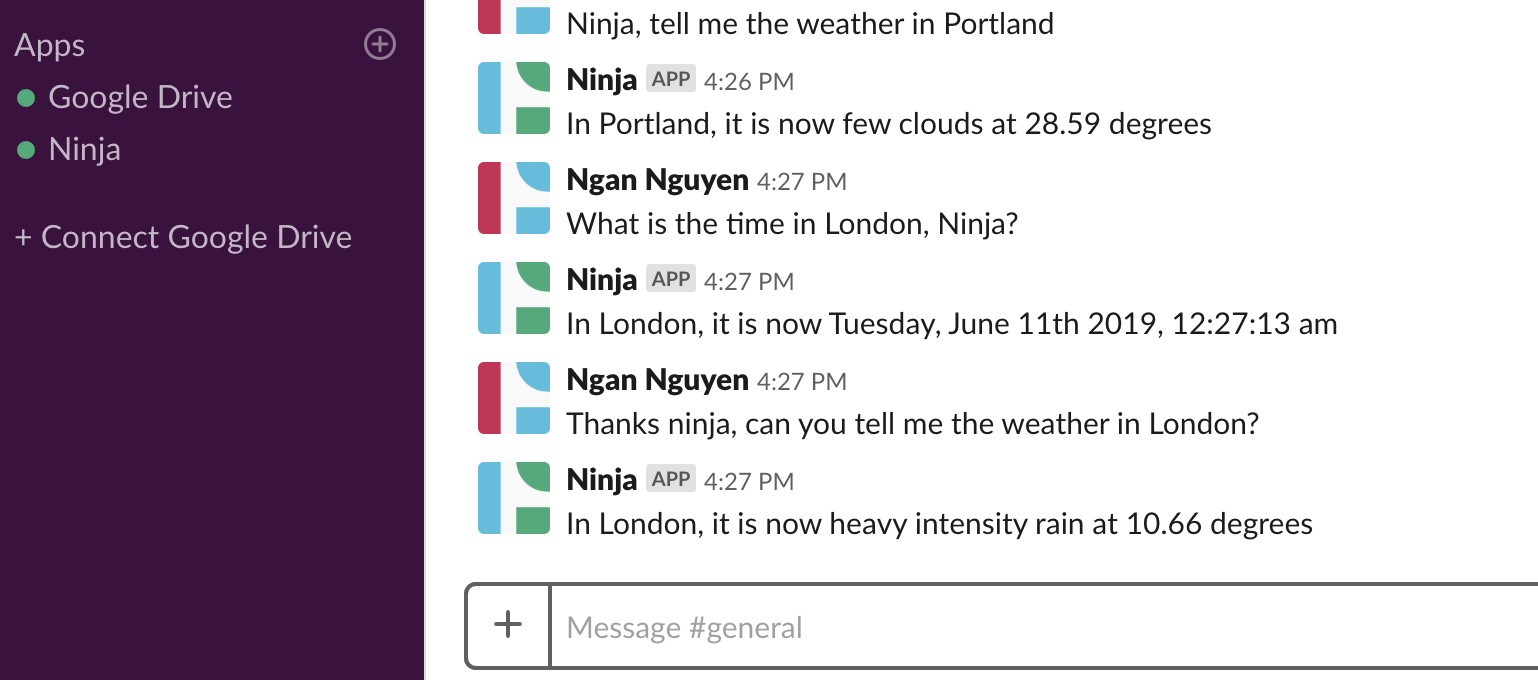 Apps
Google Drive
Ninja
+ Connect Google Drive
Ninja, tell me the weather in Portland
Ninja APP 4:26 PM
In Portland, it is now few clouds at 28.59 degrees
Ngan Nguyen 4:27 PM
What is the time in London, Ninja?
Ninja APP 4:27 PM
In London, it is now Tuesday, June 11th 2019, 12:27:13 am
Ngan Nguyen 4:27 PM
Thanks ninja, can you tell me the weather in London?
Ninja APP 4:27 PM
In London, it is now heavy intensity rain at 10.66 degrees
Message #general